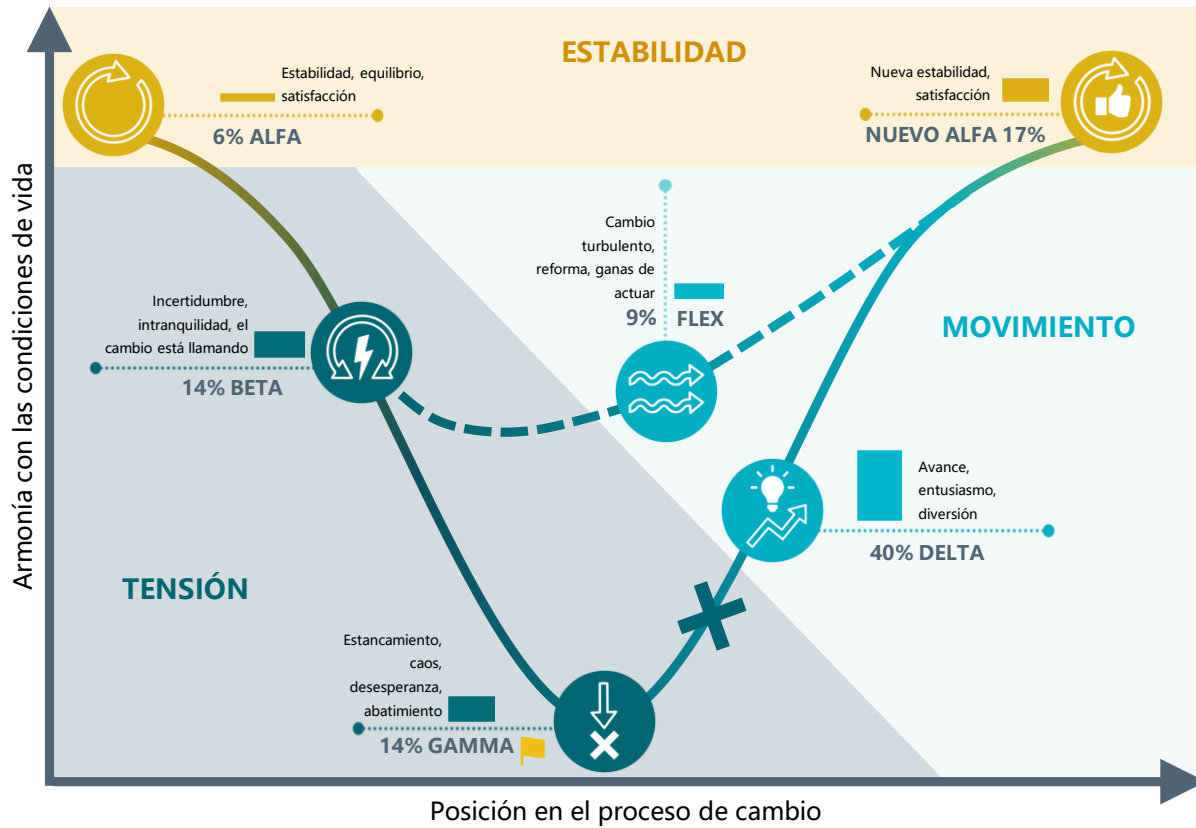 ESTABILIDAD
Estabilidad, equilibrio,
satisfacción
6% ALFA
Nueva estabilidad,
satisfacción
NUEVO ALFA 17%
Armonía con las condiciones de vida
Cambio
turbulento,
reforma, ganas de
actuar
9% FLEX
Incertidumbre,
intranquilidad, el
cambio está llamando
14% BETA
MOVIMIENTO
Avance,
entusiasmo,
diversión
40% DELTA
TENSIÓN
Estancamiento,
caos,
desesperanza,
abatimiento
14% GAMMA
Posición en el proceso de cambio